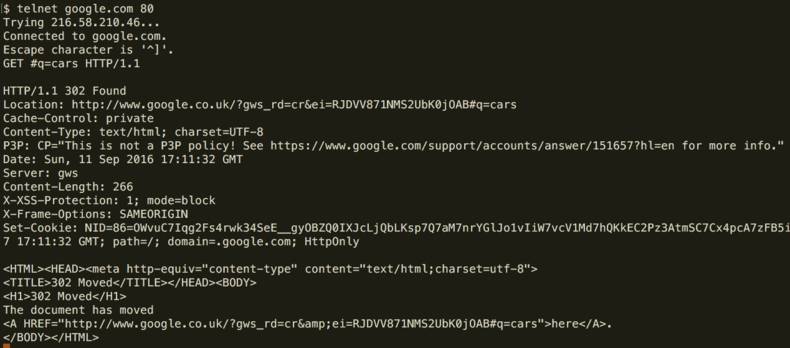 $ telnet google.com 80
Trying 216.58.210.46...
Connected to google.com.
Escape character is '^]'.
GET #q=cars HTTP/1.1

HTTP/1.1 302 Found
Location: http://www.google.co.uk/?gws_rd=cr&ei=RJDVV871NMS2UbK0jOAB#q=cars
Cache-Control: private
Content-Type: text/html; charset=UTF-8
P3P: CP="This is not a P3P policy! See https://www.google.com/support/accounts/answer/151657?hl=en for more info."
Date: Sun, 11 Sep 2016 17:11:32 GMT
Server: gws
Content-Length: 266
X-XSS-Protection: 1; mode=block
X-Frame-Options: SAMEORIGIN
Set-Cookie: NID=86=OWvuC7Iqg2Fs4rwk34SeE__gyOBZQ0IXJcLjQbLKsp7Q7aM7nrYGlJo1vIiW7vcV1Md7hQKkEC2Pz3AtmSC7Cx4pcA7zFB5i
7 17:11:32 GMT; path=/; domain=.google.com; HttpOnly

<HTML><HEAD><meta http-equiv="content-type" content="text/html;charset=utf-8">
<TITLE>302 Moved</TITLE></HEAD><BODY>
<H1>302 Moved</H1>
The document has moved
<A HREF="http://www.google.co.uk/?gws_rd=cr&amp;ei=RJDVV871NMS2UbK0jOAB#q=cars">here</A>.
</BODY></HTML>